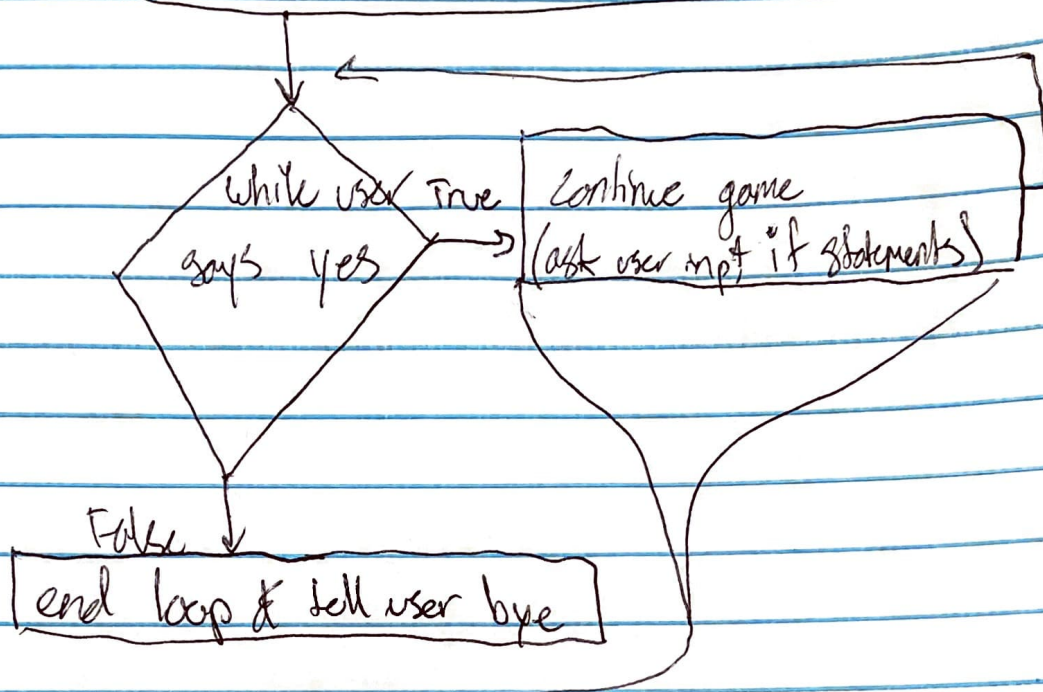 while user
says yes
True
continue game
(ask user inpt if statements)
False
end loop & tell user bye